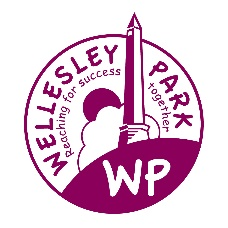 WELLESLEY PARK
Reaching for success together
WP